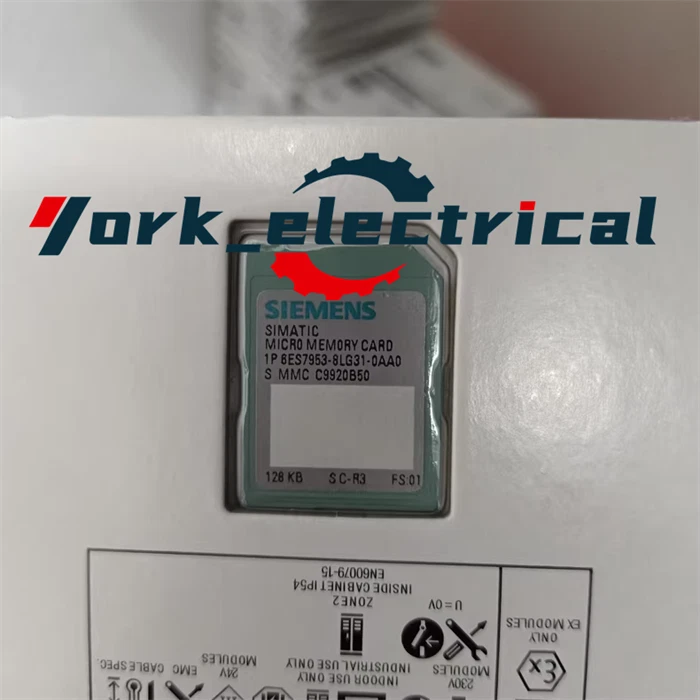 York_electrical
SIEMENS
SIMATIC
MICRO MEMORY CARD
1P 6ES7953-8LG31-0AA0
S MMC C9920B50
128 KB SC-R3 FS:01
EX MODULES
ONLY
Ex
U = 0V
230V
MODULES
ZONE2
INSIDE CABINET IP54
EN60079-15
INDOOR USE ONLY
INDUSTRIAL USE ONLY
24V
MODULES
EMC CABLE SPEC.